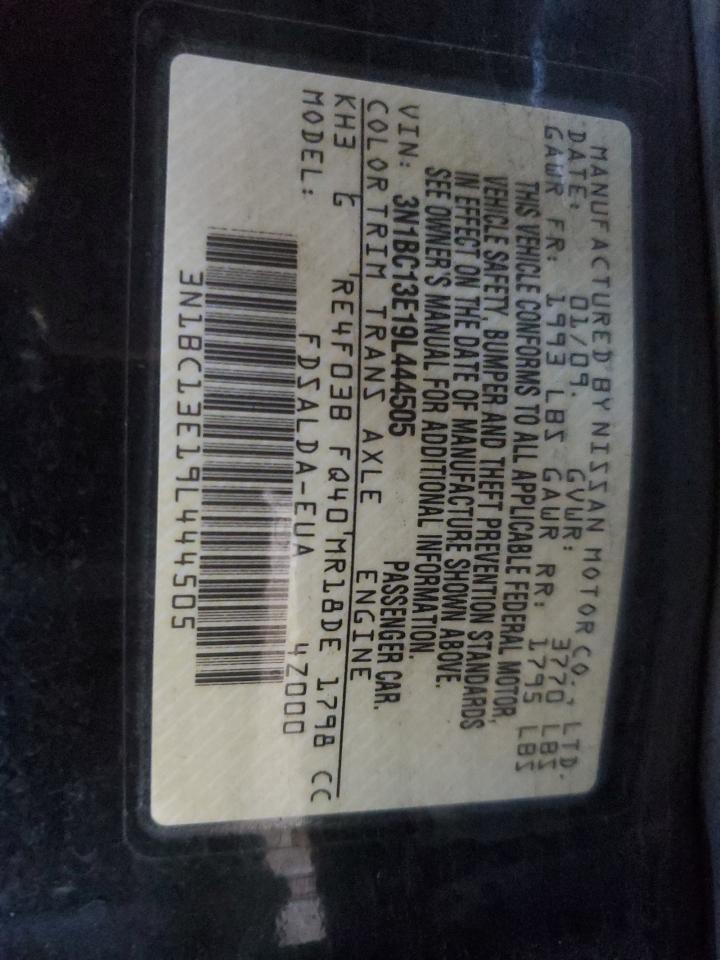 MANUFACTURED BY NISSAN MOTOR CO., LTD.
DATE: 01/09. GVWR: 3770 LBS
GAWR FR: 1993 LBS GAWR RR: 1795 LBS
THIS VEHICLE CONFORMS TO ALL APPLICABLE FEDERAL MOTOR
VEHICLE SAFETY, BUMPER AND THEFT PREVENTION STANDARDS
IN EFFECT ON THE DATE OF MANUFACTURE SHOWN ABOVE.
SEE OWNER'S MANUAL FOR ADDITIONAL INFORMATION.
VIN: 3N1BC13E19L444505 PASSENGER CAR.
COLOR TRIM TRANS AXLE ENGINE
KH3 G RE4F03B FQ40 MR18DE 1798 CC
MODEL: FDSALDA-EUA 4Z000
3N1BC13E19L444505